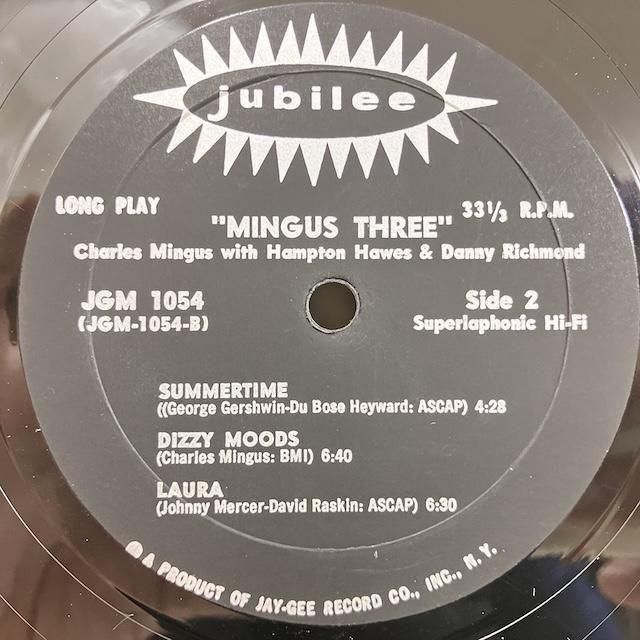 jubilee
LONG PLAY
33 1/3 R.P.M.
"MINGUS THREE"
Charles Mingus with Hampton Hawes & Danny Richmond
JGM 1054
(JGM-1054-B)
Side 2
Superlaphonic Hi-Fi
SUMMERTIME
((George Gershwin-Du Bose Heyward: ASCAP) 4:28
DIZZY MOODS
(Charles Mingus: BMI) 6:40
LAURA
(Johnny Mercer-David Raskin: ASCAP) 6:30
A PRODUCT OF JAY-GEE RECORD CO., INC., N. Y.